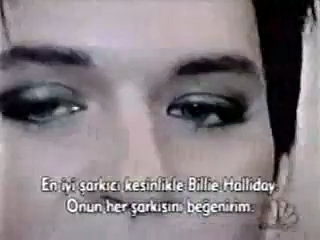 En iyi şarkıcı kesinlikle Billie Halliday.
Onun her şarkısını beğenirim.